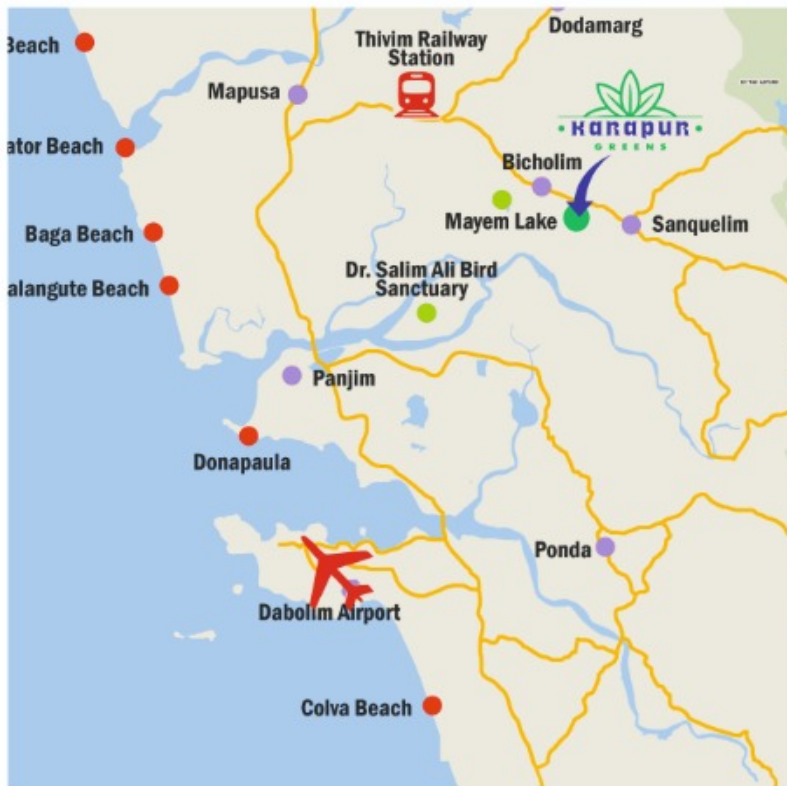 Dodamarg
Thivim Railway
Station
Beach
Mapusa
KARAPUR
GREENS
ator Beach
Bicholim
Mayem Lake
Sanquelim
Baga Beach
Dr. Salim Ali Bird
Sanctuary
alangute Beach
Panjim
Donapaula
Ponda
Dabolim Airport
Colva Beach